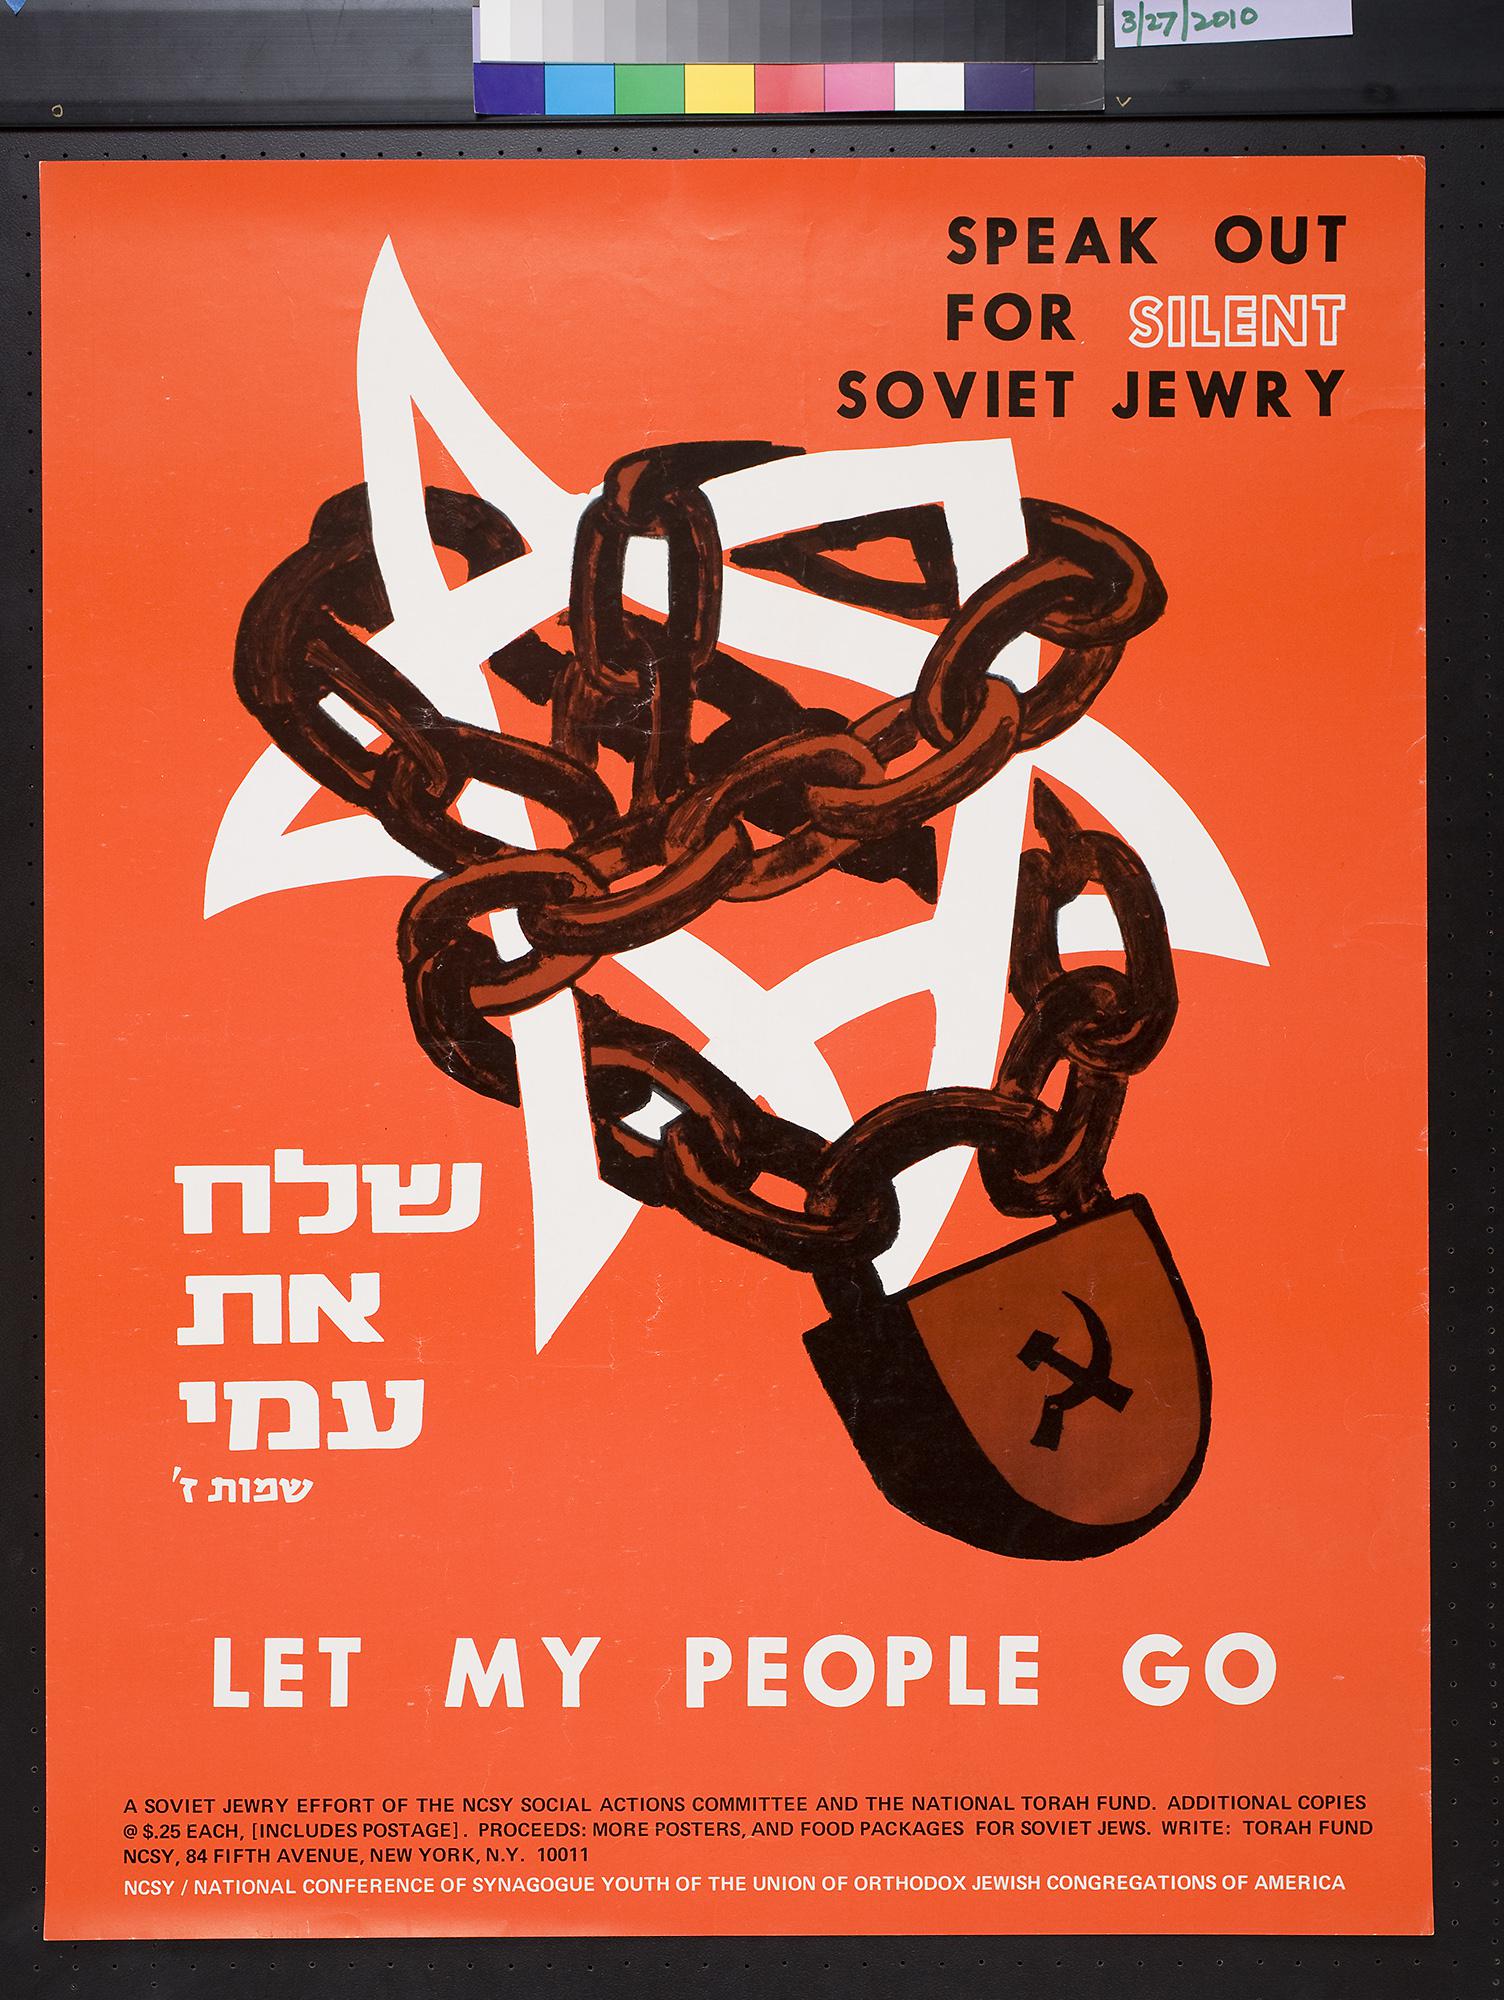 3/27/2010
SPEAK OUT
FOR SILENT
SOVIET JEWRY
שלח
את
עמי
שמות ז'
LET MY PEOPLE GO
A SOVIET JEWRY EFFORT OF THE NCSY SOCIAL ACTIONS COMMITTEE AND THE NATIONAL TORAH FUND. ADDITIONAL COPIES
@ $.25 EACH, [INCLUDES POSTAGE]. PROCEEDS: MORE POSTERS, AND FOOD PACKAGES FOR SOVIET JEWS. WRITE: TORAH FUND
NCSY, 84 FIFTH AVENUE, NEW YORK, N.Y. 10011
NCSY / NATIONAL CONFERENCE OF SYNAGOGUE YOUTH OF THE UNION OF ORTHODOX JEWISH CONGREGATIONS OF AMERICA